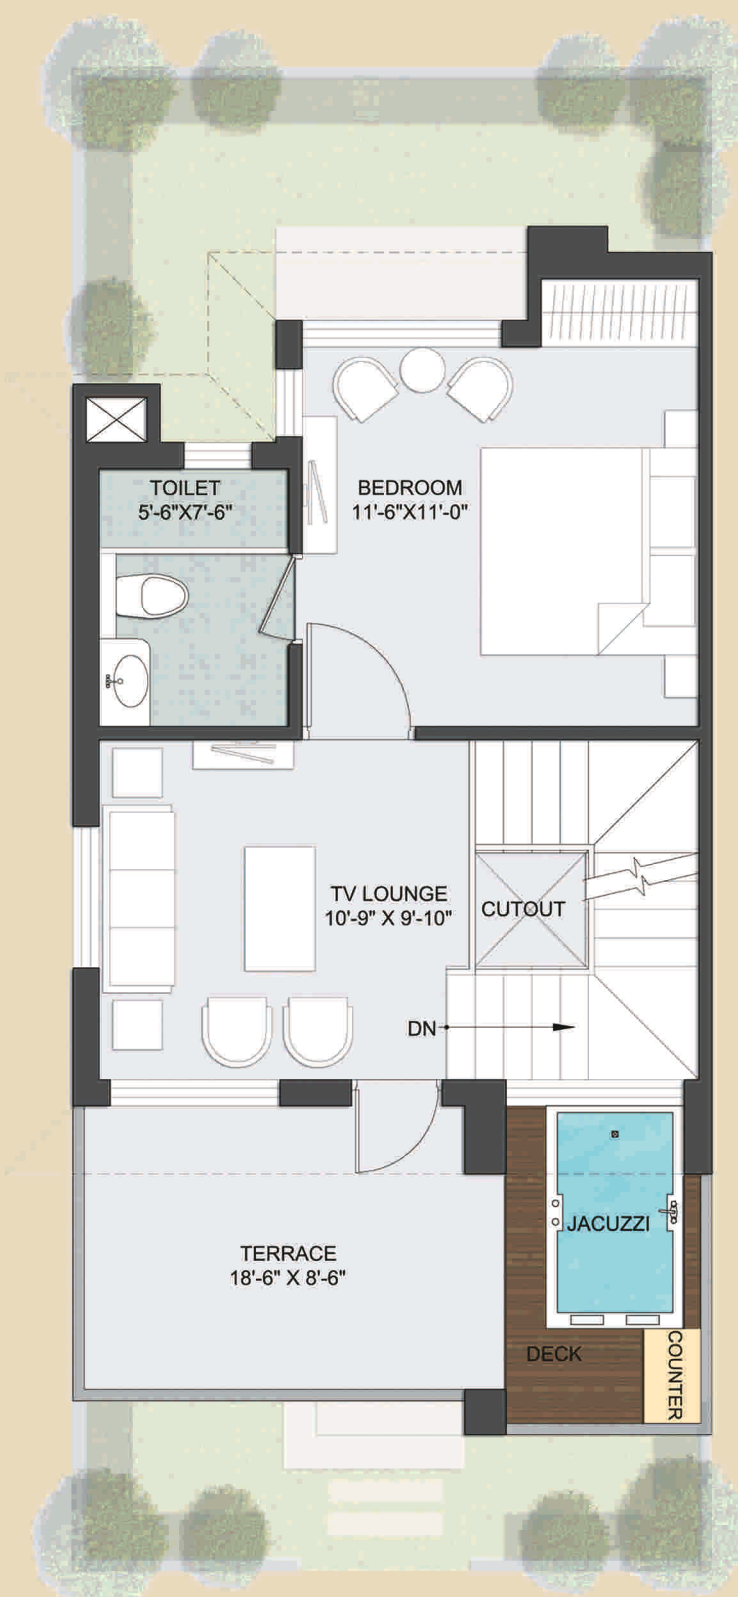 TOILET
5'-6"X7'-6"
BEDROOM
11'-6"X11'-0"
TV LOUNGE
10'-9" X 9'-10"
CUTOUT
DN
JACUZZI
TERRACE
18'-6" X 8'-6"
DECK
COUNTER